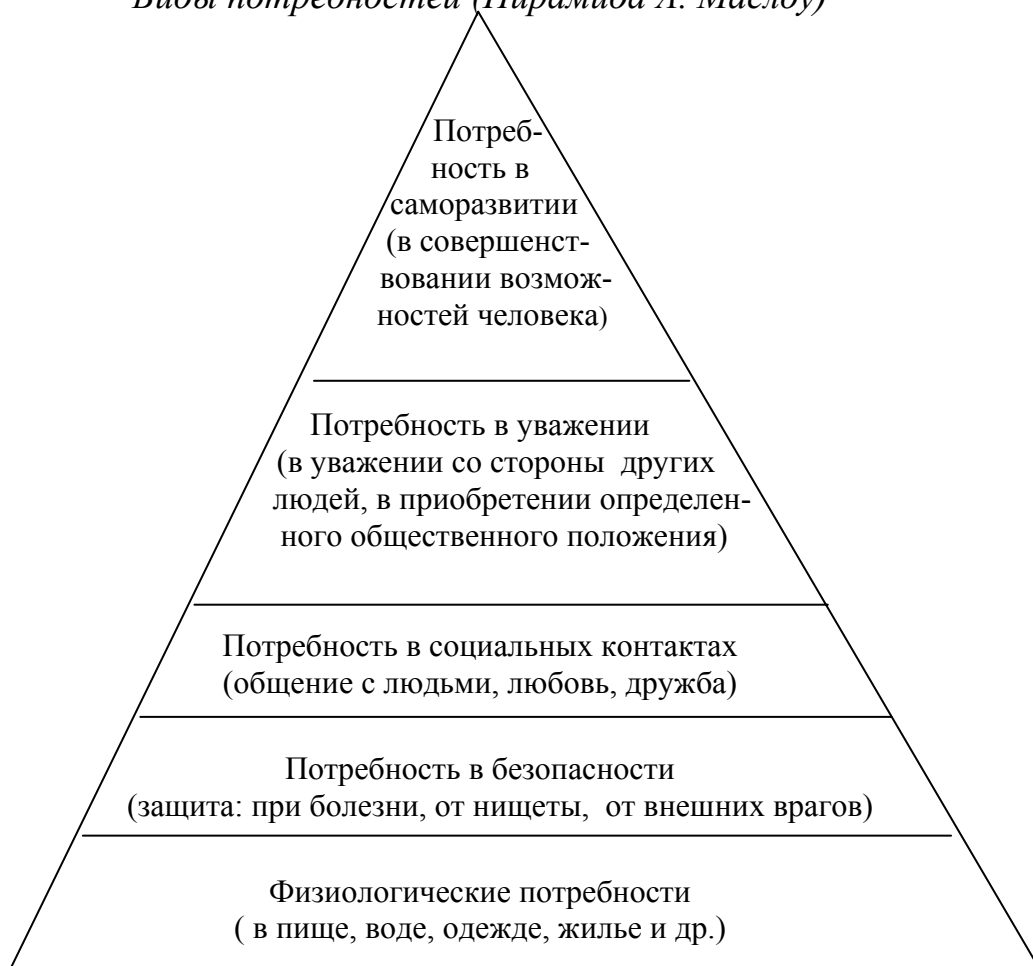 Виды потребностей (Пирамида А. Маслоу)
Потреб-
ность в
саморазвитии
(в совершенст-
вовании возмож-
ностей человека)
Потребность в уважении
(в уважении со стороны других
людей, в приобретении определен-
ного общественного положения)
Потребность в социальных контактах
(общение с людьми, любовь, дружба)
Потребность в безопасности
(защита: при болезни, от нищеты, от внешних врагов)
Физиологические потребности
( в пище, воде, одежде, жилье и др.)